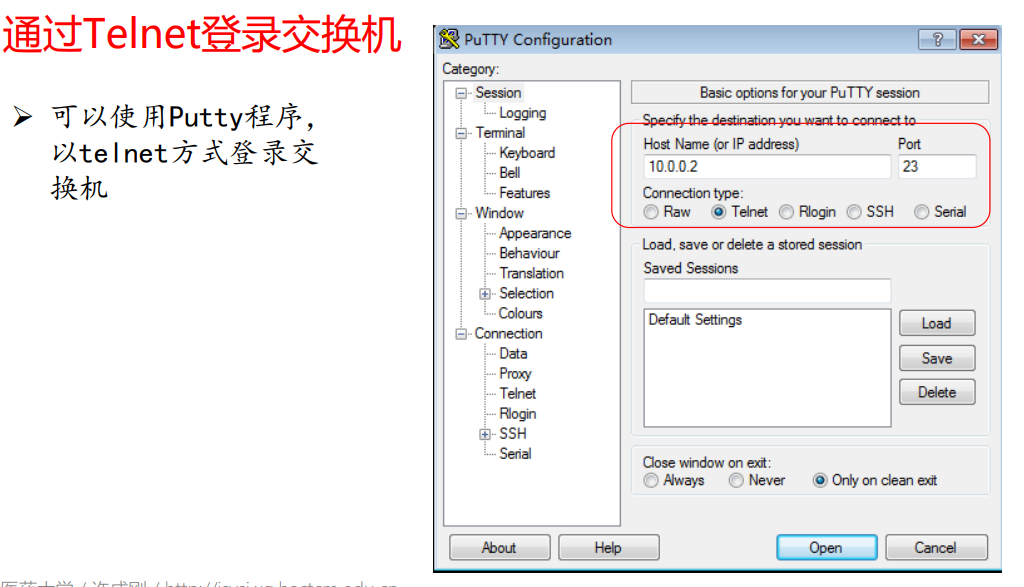 通过Telnet登录交换机
➢ 可以使用Putty程序，
以telnet方式登录交
换机
PuTTY Configuration
Category:
Session
Logging
Terminal
Keyboard
Bell
Features
Window
Appearance
Behaviour
Translation
Selection
Colours
Connection
Data
Proxy
Telnet
Rlogin
SSH
Serial
Basic options for your PuTTY session
Specify the destination you want to connect to
Host Name (or IP address) Port
10.0.0.2 23
Connection type:
Raw Telnet Rlogin SSH Serial
Load, save or delete a stored session
Saved Sessions
Default Settings
Load
Save
Delete
Close window on exit:
Always Never Only on clean exit
About Help Open Cancel